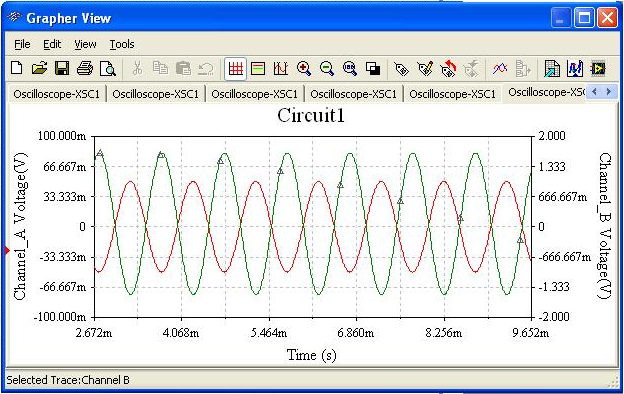 Grapher View
File Edit View Tools
Oscilloscope-XSC1 Oscilloscope-XSC1 Oscilloscope-XSC1 Oscilloscope-XSC1 Oscilloscope-XSC1 Oscilloscope-XSC
Circuit1
Channel_A Voltage(V)
100.000m
66.667m
33.333m
0
-33.333m
-66.667m
-100.000m
2.000
1.333
666.667m
0
-666.667m
-1.333
-2.000
Channel_B Voltage(V)
2.672m 4.068m 5.464m 6.860m 8.256m 9.652m
Time (s)
Selected Trace:Channel B